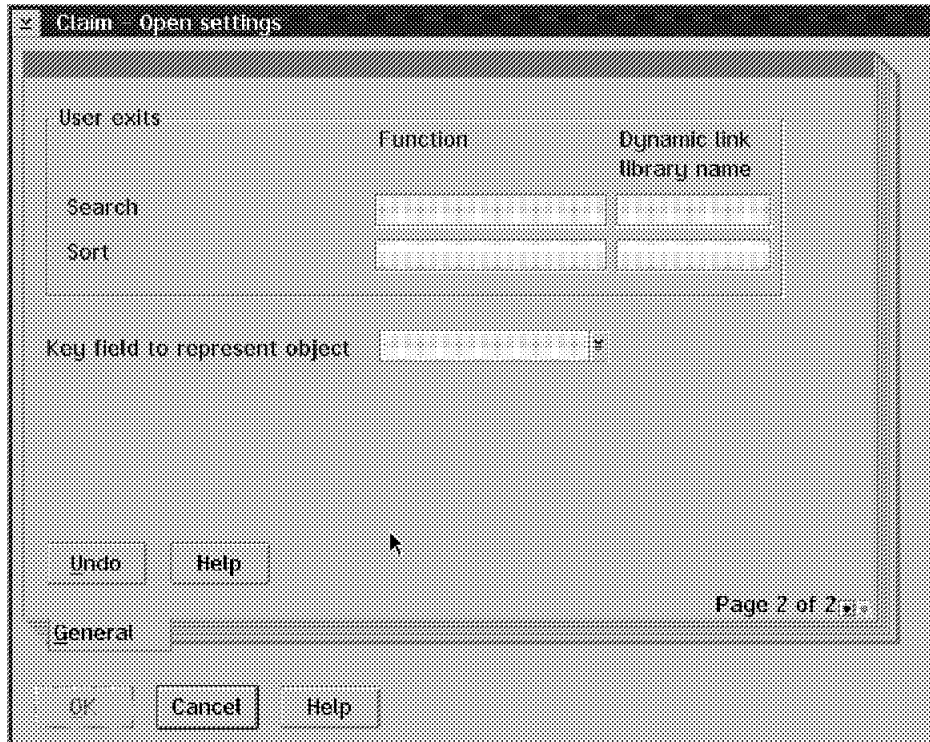 Claim - Open settings
User exits
Function
Dynamic link
library name
Search
Sort
Key field to represent object
Undo
Help
Page 2 of 2
General
OK
Cancel
Help